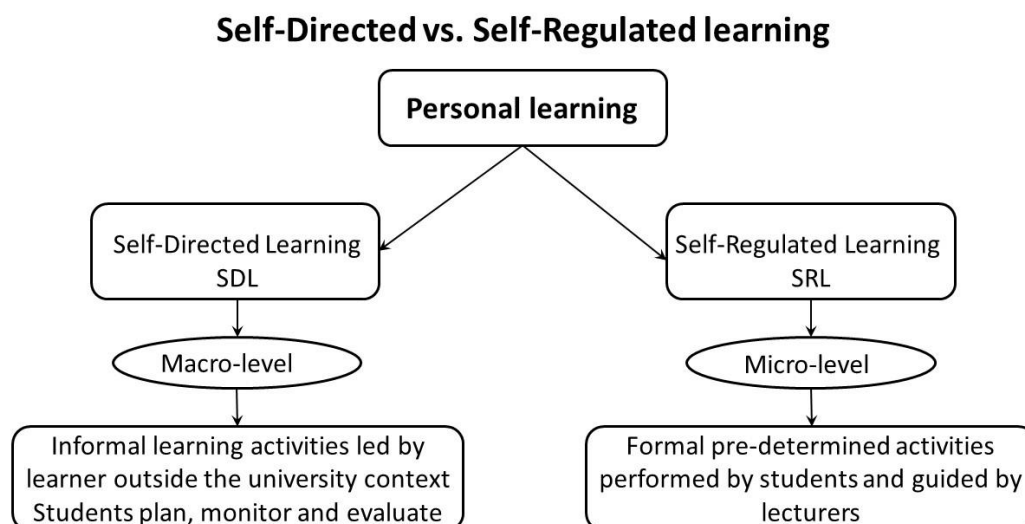 Self-Directed vs. Self-Regulated learning
Personal learning
Self-Directed Learning
SDL
Self-Regulated Learning
SRL
Macro-level
Micro-level
Informal learning activities led by
learner outside the university context
Students plan, monitor and evaluate
Formal pre-determined activities
performed by students and guided by
lecturers